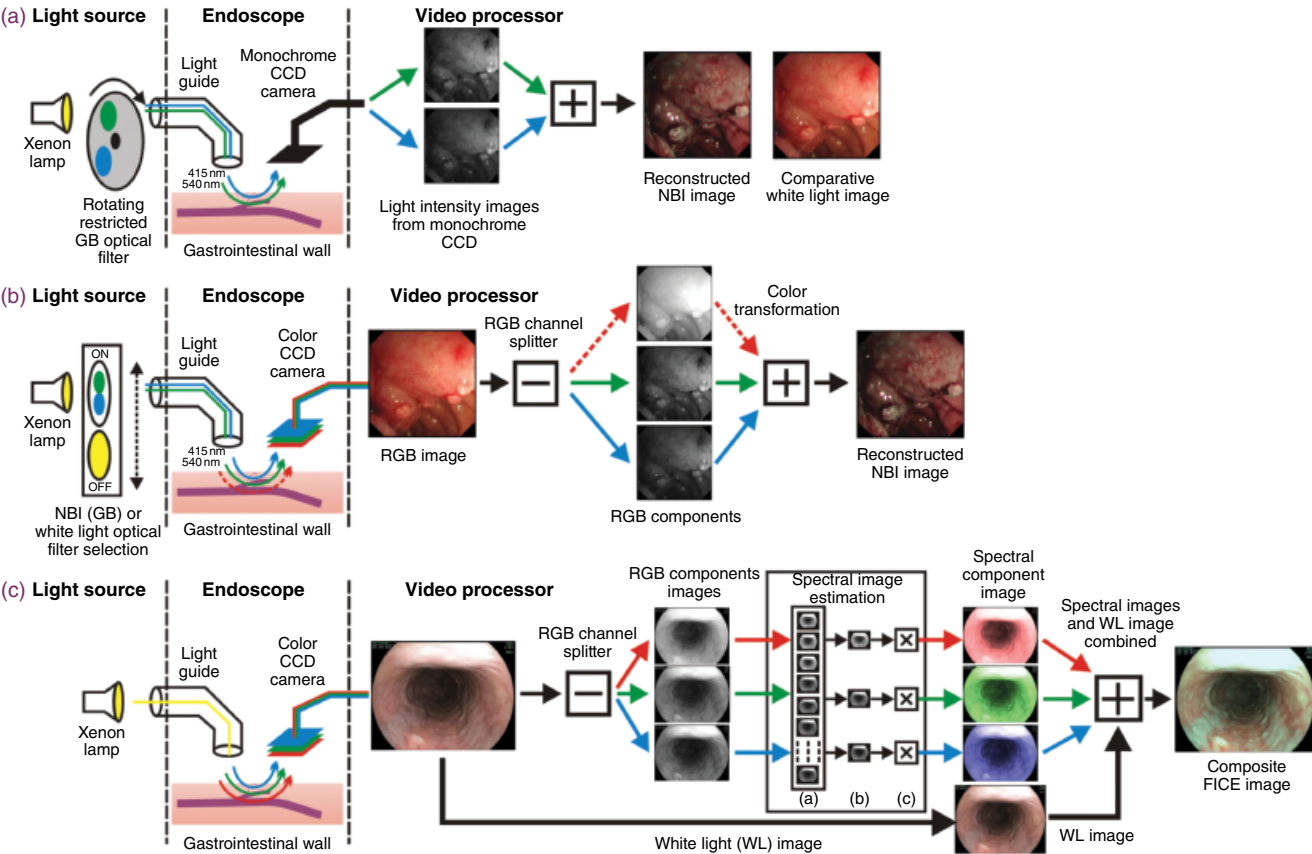 (a) Light source
Endoscope
Video processor
Light
guide
Monochrome
CCD
camera
Xenon
lamp
415 nm
540 nm
Rotating
restricted
GB optical
filter
Gastrointestinal wall
Light intensity images
from monochrome
CCD
+
Reconstructed
NBI image
Comparative
white light image
(b) Light source
Endoscope
Video processor
ON
OFF
Xenon
lamp
NBI (GB) or
white light optical
filter selection
Light
guide
Color
CCD
camera
415 nm
540 nm
Gastrointestinal wall
RGB image
RGB channel
splitter
−
RGB components
Color
transformation
+
Reconstructed
NBI image
(c) Light source
Endoscope
Video processor
Xenon
lamp
Light
guide
Color
CCD
camera
Gastrointestinal wall
RGB channel
splitter
−
RGB components
images
Spectral image
estimation
×
×
×
(a)
(b)
(c)
Spectral
component
image
Spectral images
and WL image
combined
+
White light (WL) image
WL image
Composite
FICE image